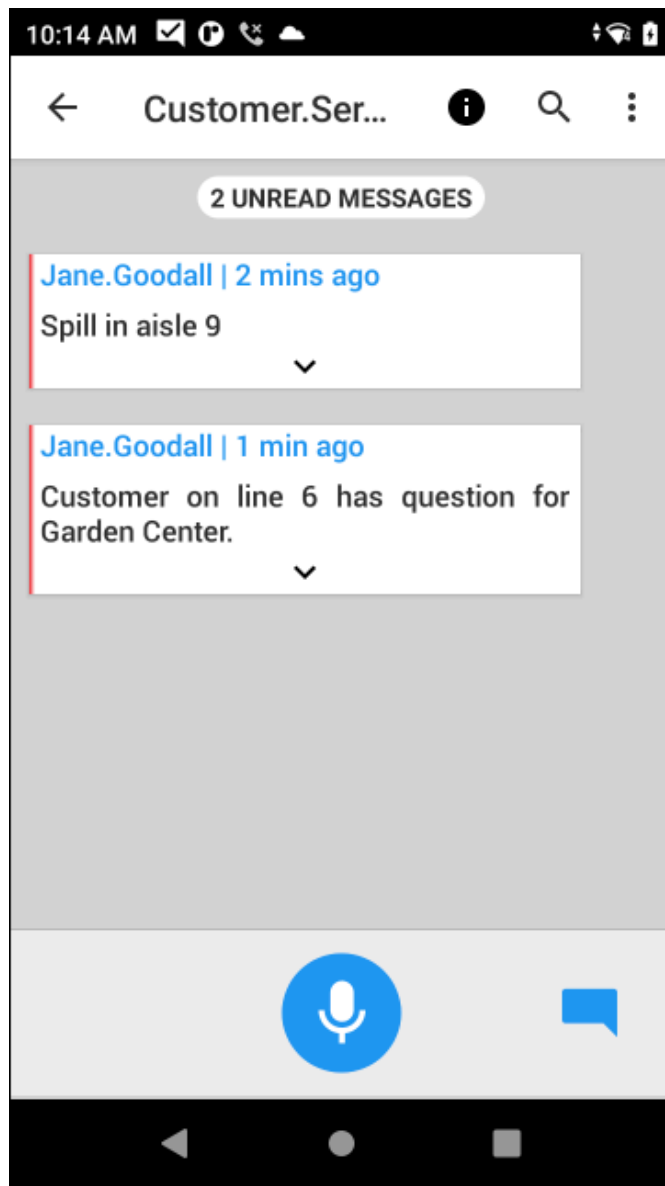 10:14 AM
Customer.Ser...
2 UNREAD MESSAGES
Jane.Goodall | 2 mins ago
Spill in aisle 9
Jane.Goodall | 1 min ago
Customer on line 6 has question for
Garden Center.